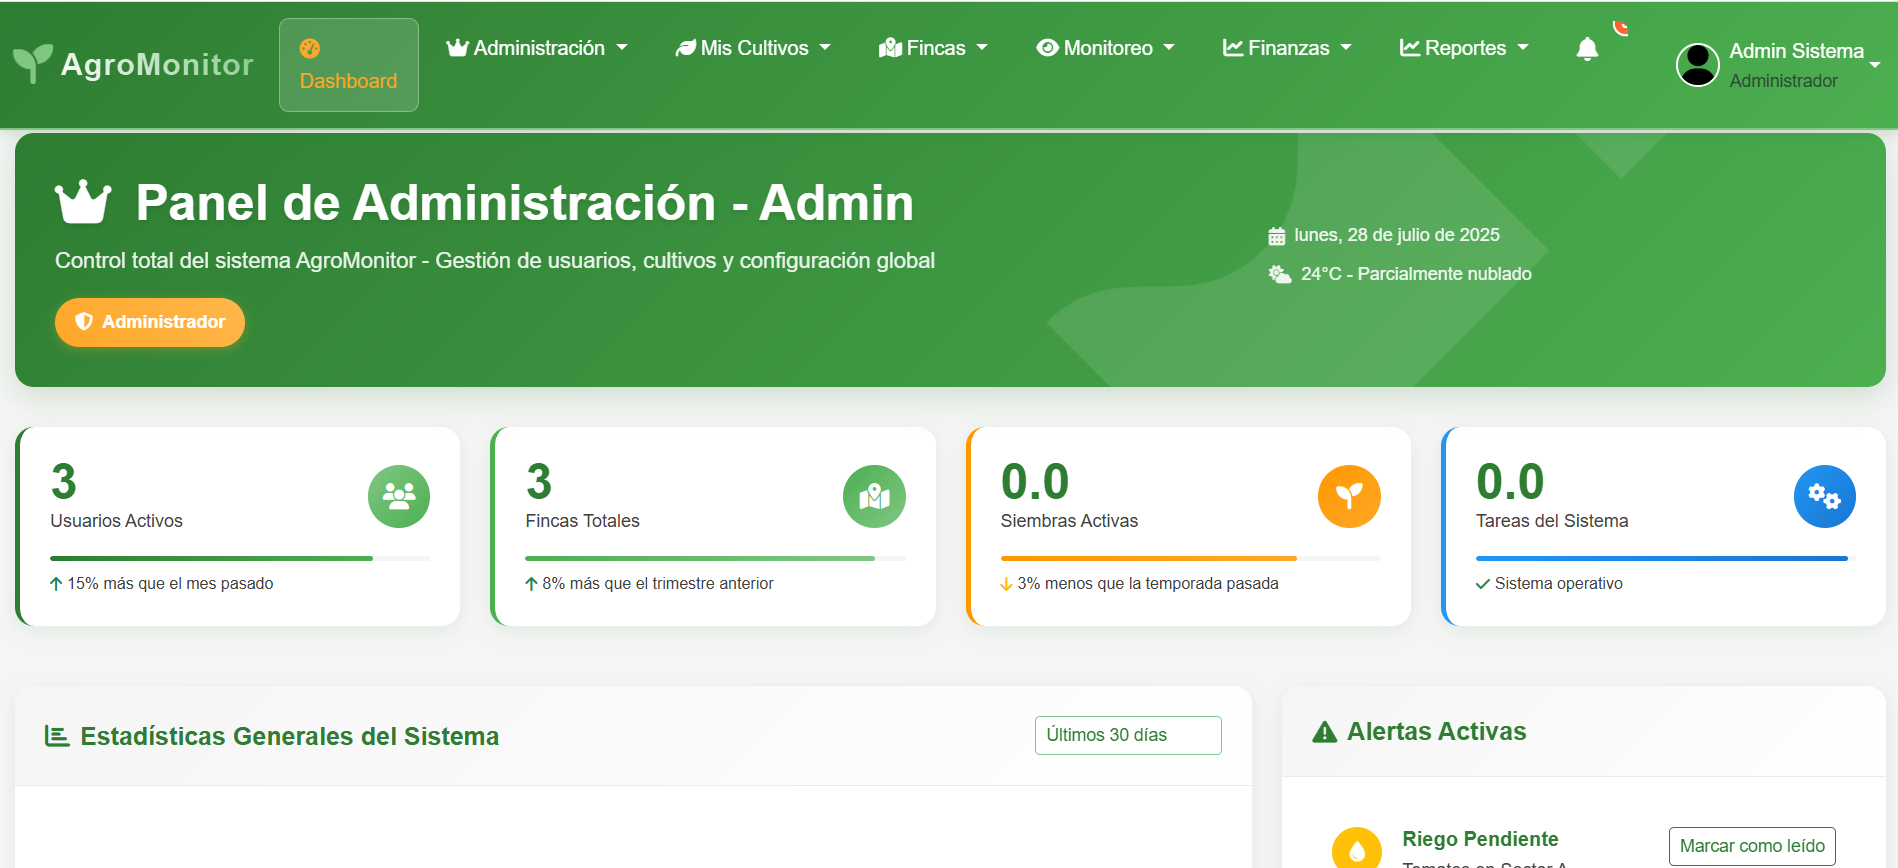 AgroMonitor
Dashboard
Administración
Mis Cultivos
Fincas
Monitoreo
Finanzas
Reportes
Admin Sistema
Administrador
Panel de Administración - Admin
Control total del sistema AgroMonitor - Gestión de usuarios, cultivos y configuración global
Administrador
lunes, 28 de julio de 2025
24°C - Parcialmente nublado
3
Usuarios Activos
15% más que el mes pasado
3
Fincas Totales
8% más que el trimestre anterior
0.0
Siembras Activas
3% menos que la temporada pasada
0.0
Tareas del Sistema
Sistema operativo
Estadísticas Generales del Sistema
Últimos 30 días
Alertas Activas
Riego Pendiente
Marcar como leído
Tomates en Sector A